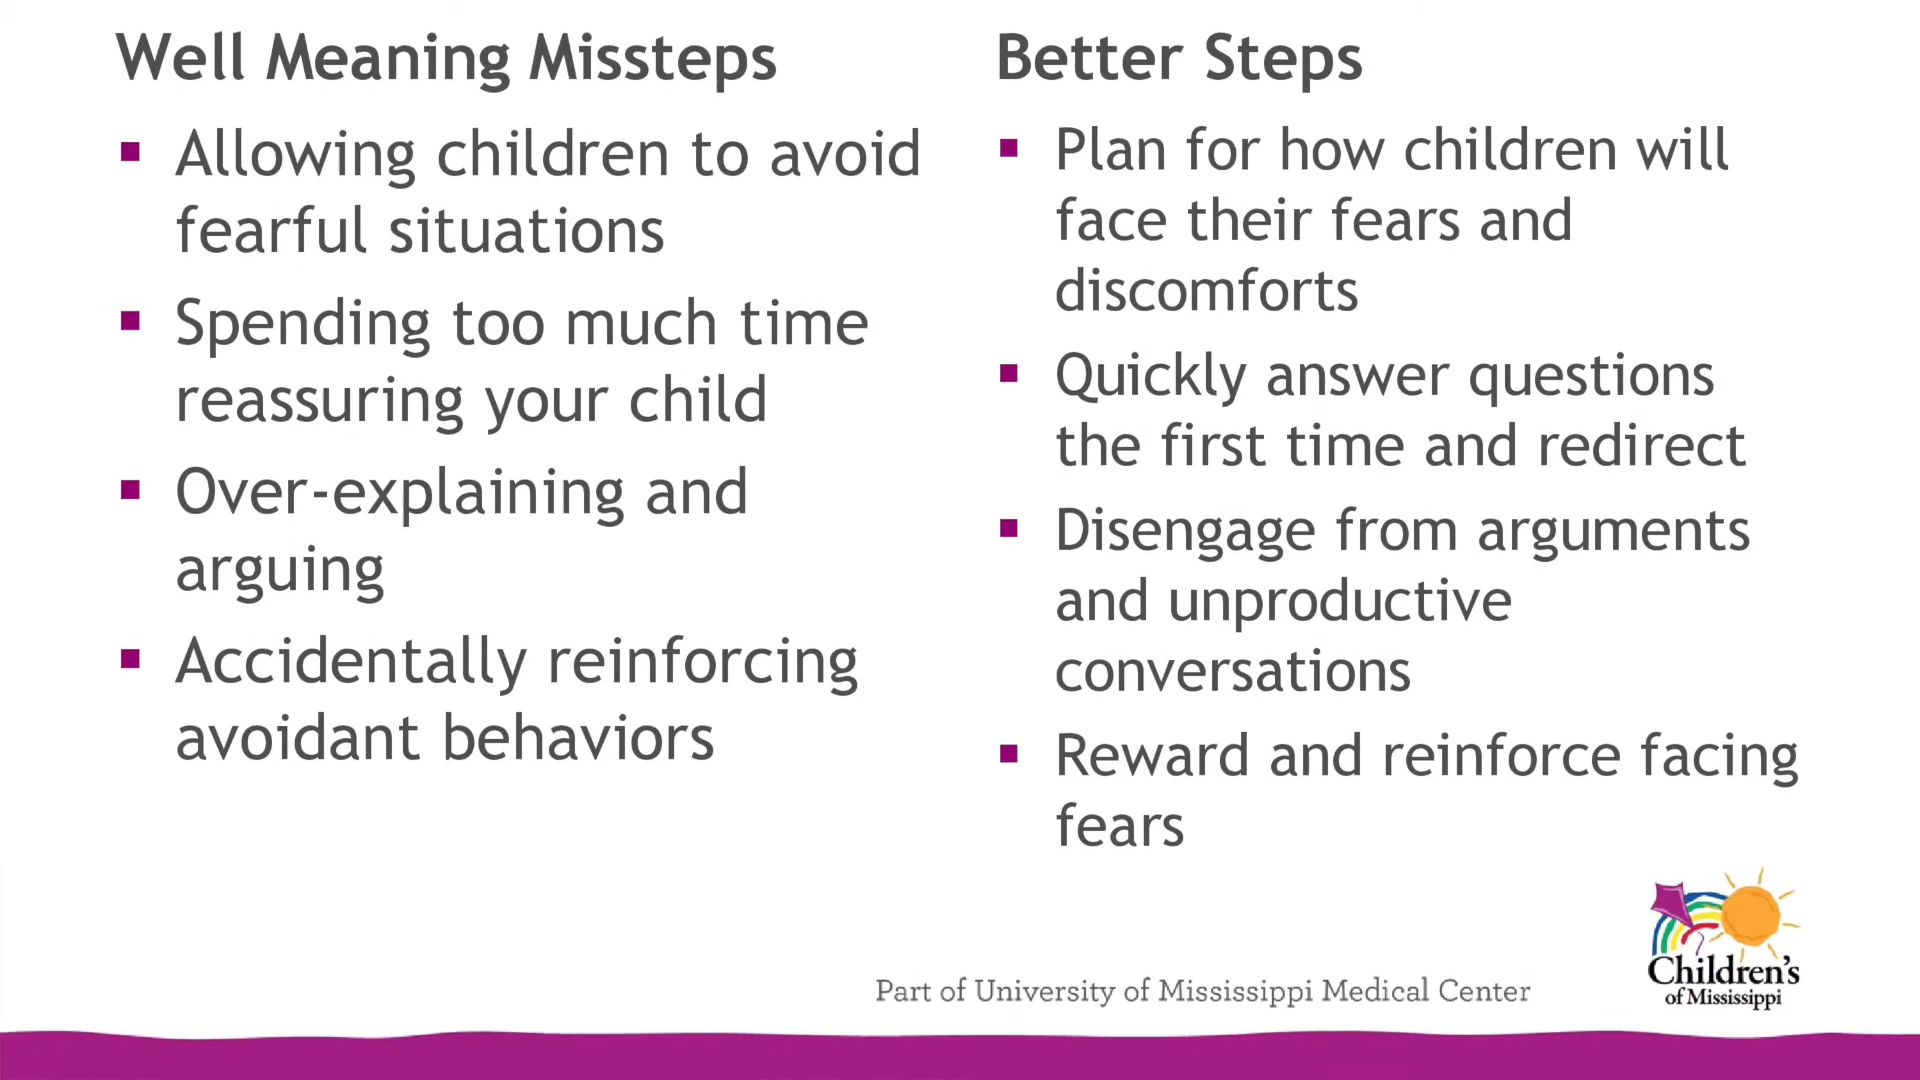 Well Meaning Missteps
▪ Allowing children to avoid
fearful situations
▪ Spending too much time
reassuring your child
▪ Over-explaining and
arguing
▪ Accidentally reinforcing
avoidant behaviors
Better Steps
▪ Plan for how children will
face their fears and
discomforts
▪ Quickly answer questions
the first time and redirect
▪ Disengage from arguments
and unproductive
conversations
▪ Reward and reinforce facing
fears
Part of University of Mississippi Medical Center
Children's
of Mississippi